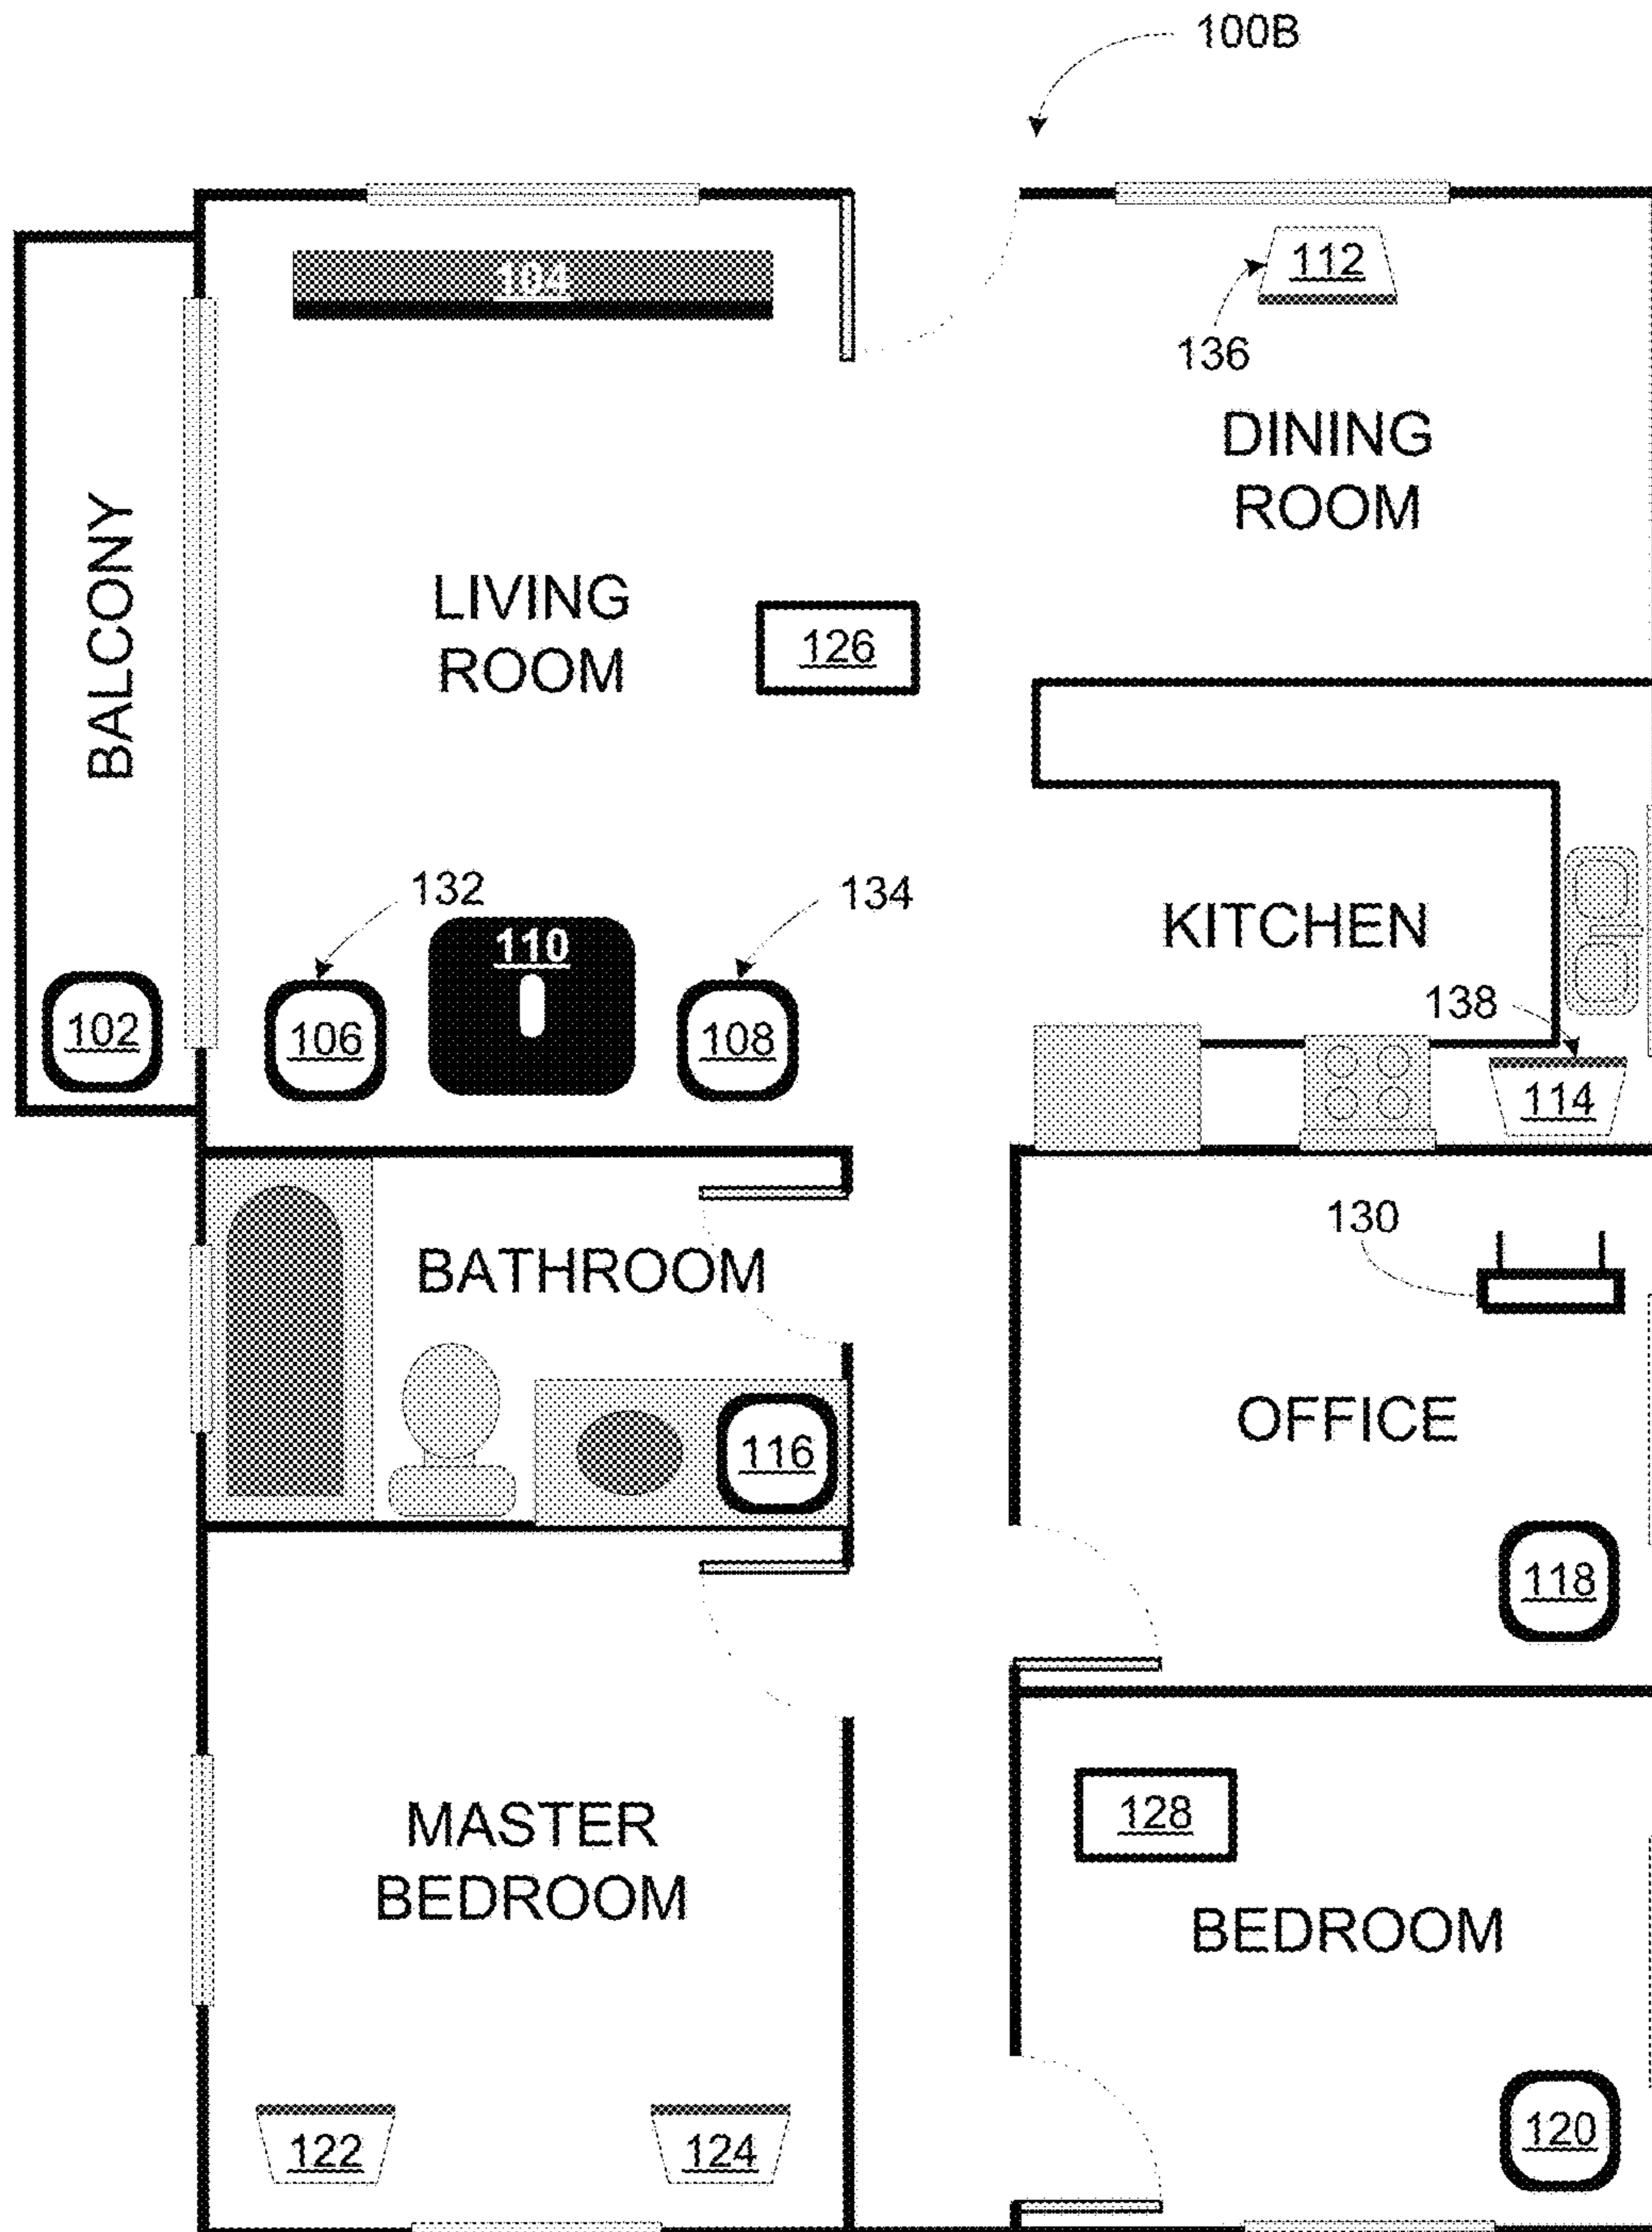 100B
104
112
136
DINING
ROOM
BALCONY
LIVING
ROOM
126
132
110
134
KITCHEN
102
106
108
138
114
130
BATHROOM
116
OFFICE
118
MASTER
BEDROOM
128
BEDROOM
122
124
120